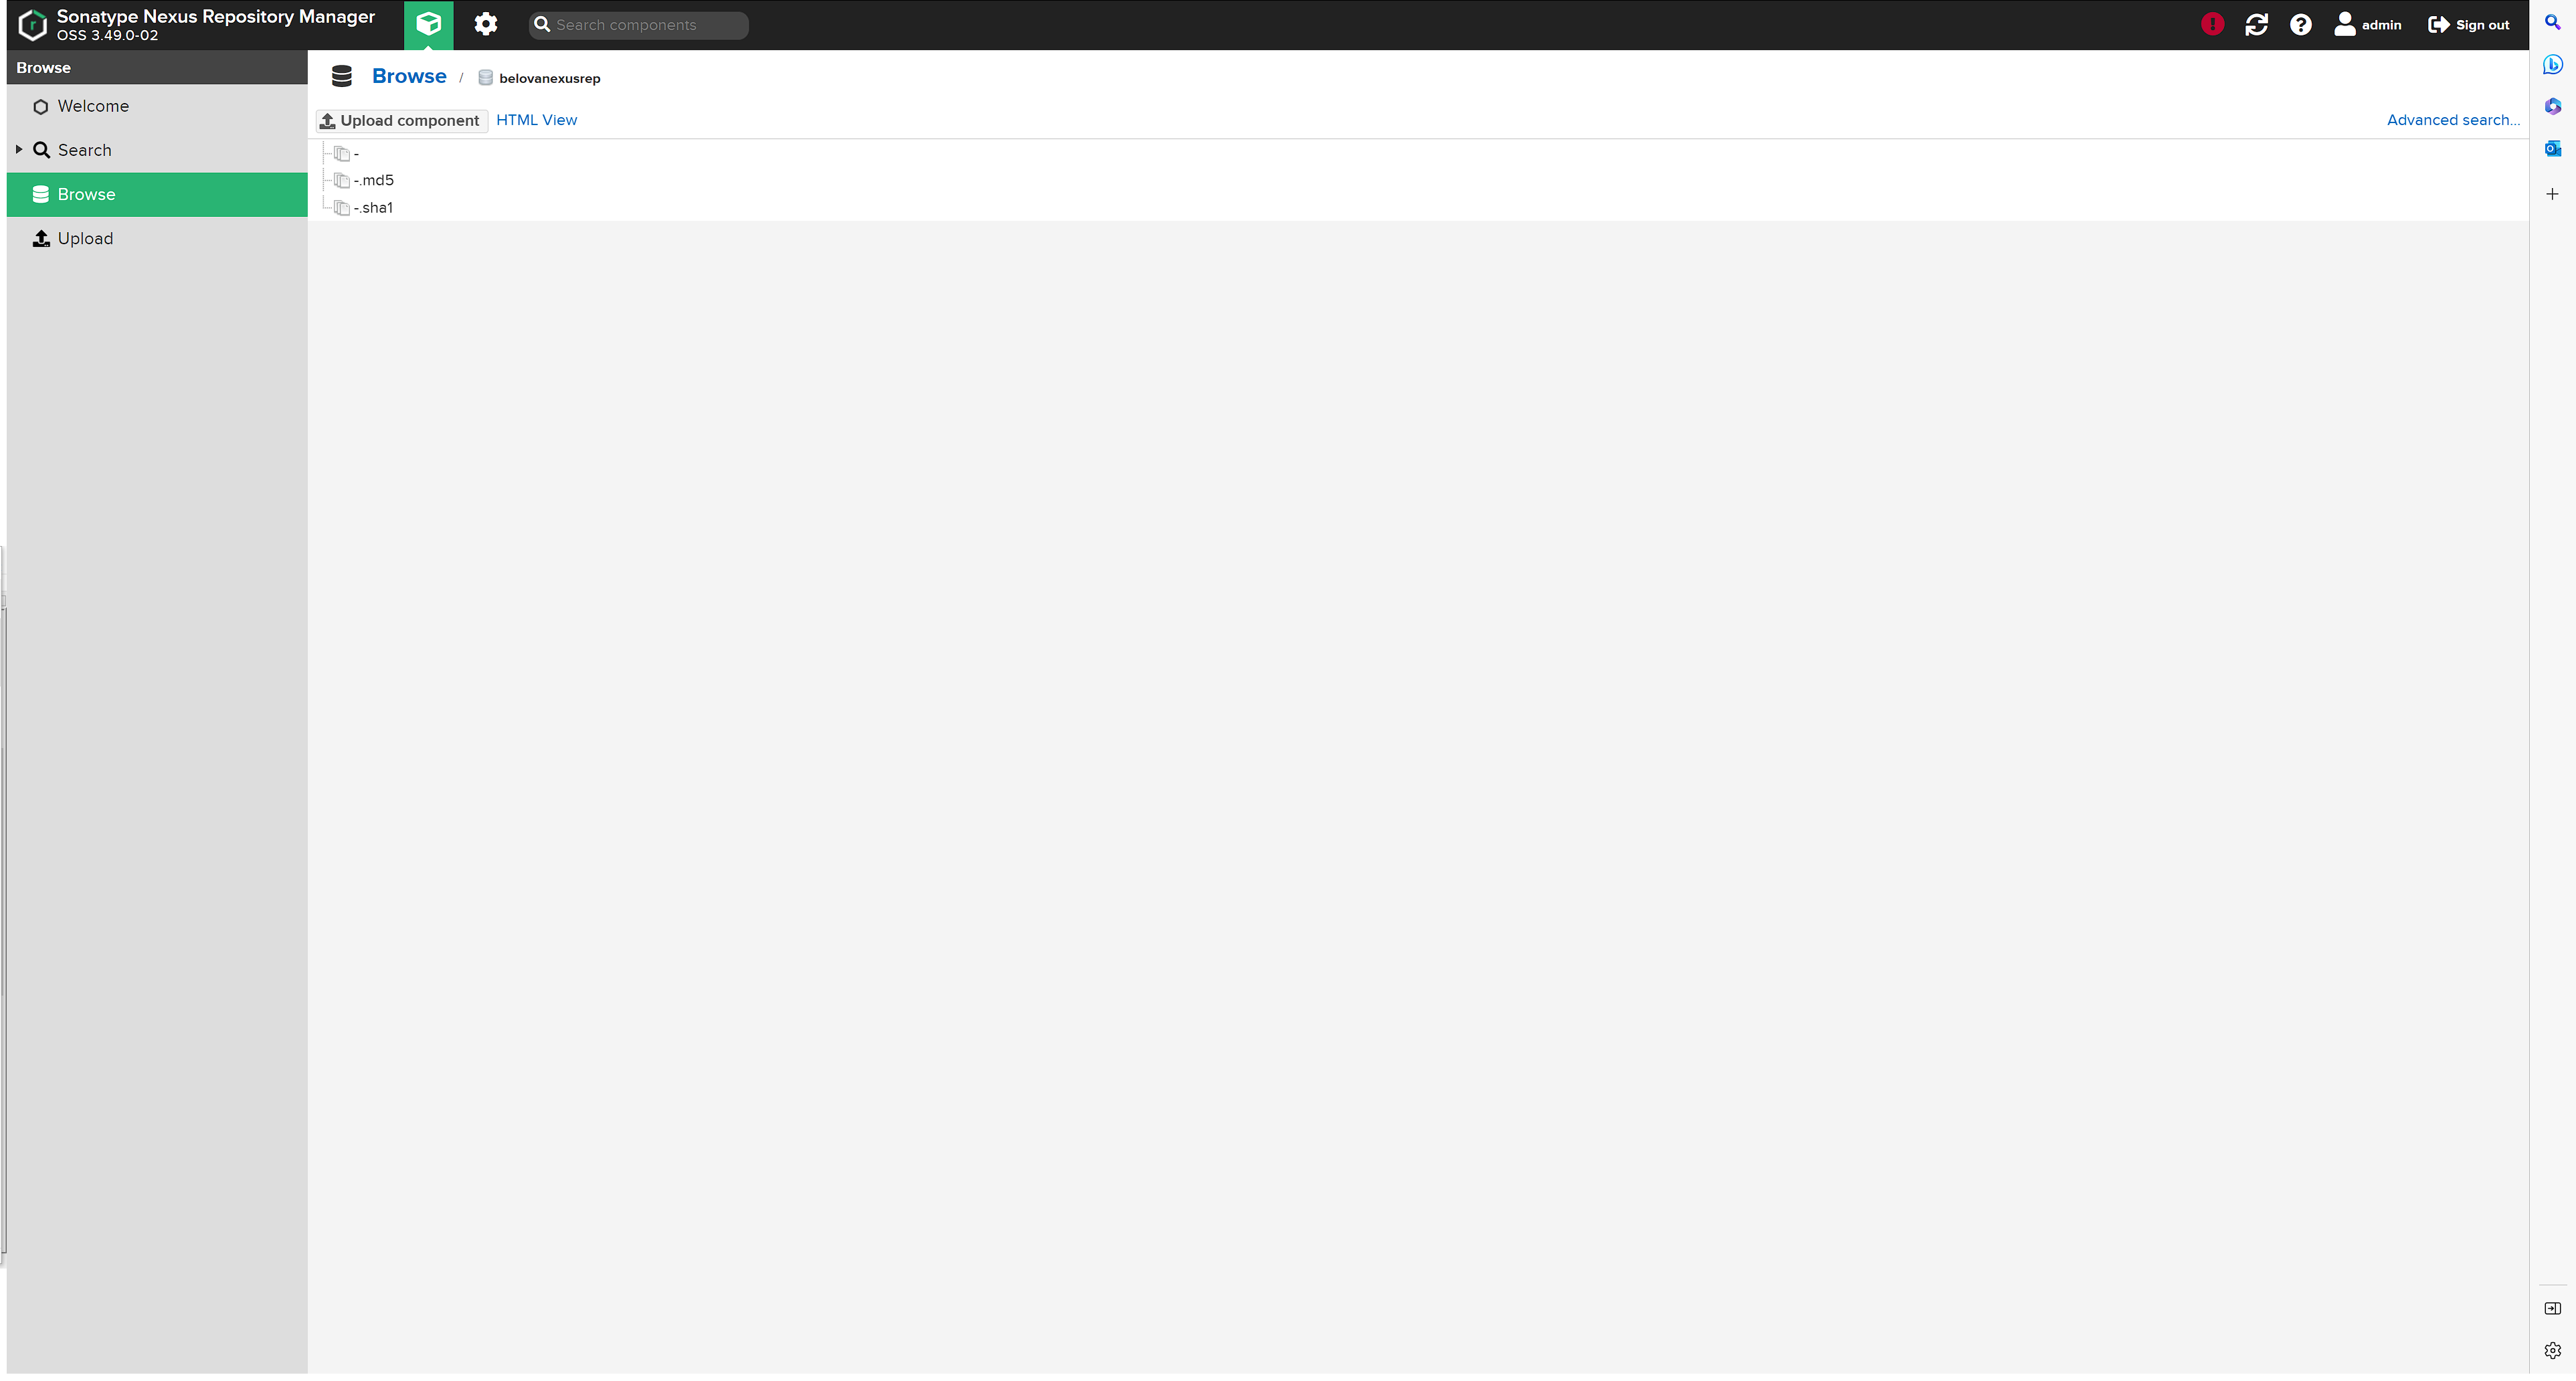 Sonatype Nexus Repository Manager
OSS 3.49.0-02
Search components
admin
Sign out
Browse
Welcome
Search
Browse
Upload
Browse / belovanexusrep
Upload component HTML View
Advanced search...
-
-.md5
-.sha1